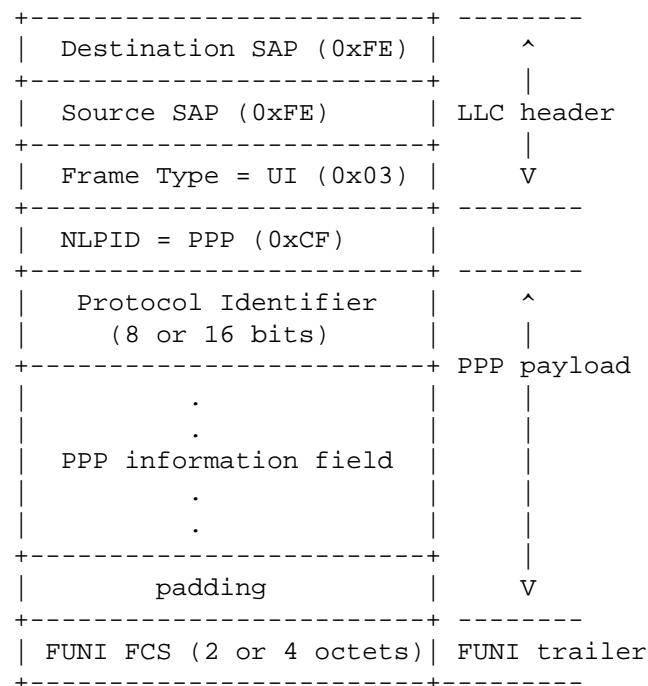 +-------------------------+ --------
|  Destination SAP (0xFE) |     ^
+-------------------------+     |
|  Source SAP (0xFE)      | LLC header
+-------------------------+     |
|  Frame Type = UI (0x03) |     V
+-------------------------+ --------
|  NLPID = PPP (0xCF)     |
+-------------------------+ --------
|   Protocol Identifier   |     ^
|     (8 or 16 bits)      |     |
+-------------------------+ PPP payload
|          .              |     |
|          .              |     |
|  PPP information field  |     |
|          .              |     |
|          .              |     |
+-------------------------+     |
|        padding          |     V
+-------------------------+ --------
| FUNI FCS (2 or 4 octets)| FUNI trailer
+-------------------------+---------